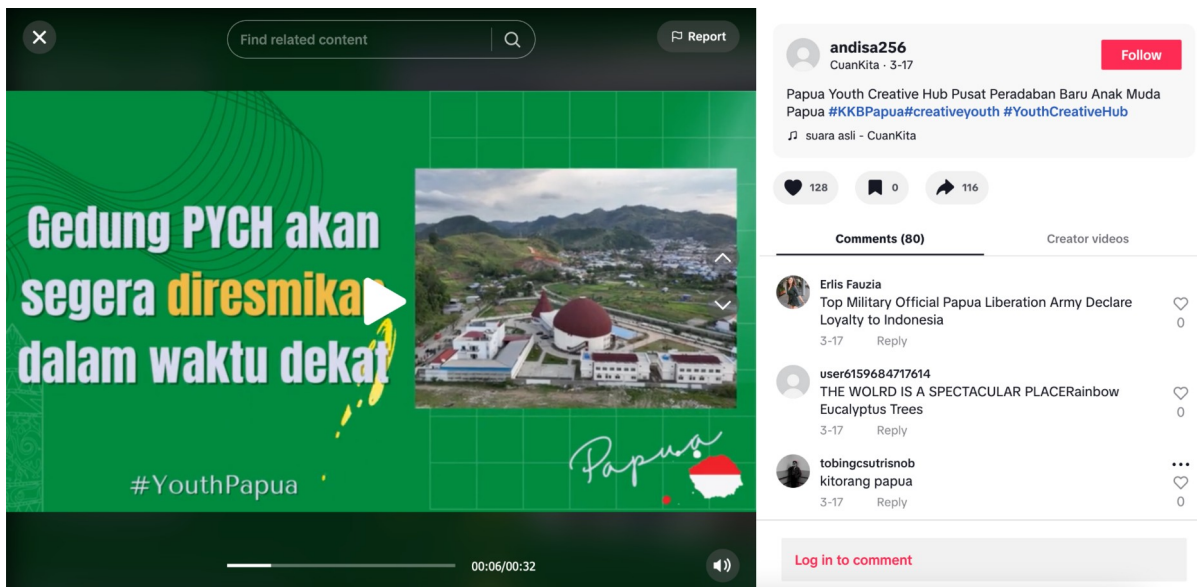 Find related content
Report
Gedung PYCH akan
segera diresmika
dalam waktu dekat
#YouthPapua
Papua
00:06/00:32
andisa256
CuanKita · 3-17
Follow
Papua Youth Creative Hub Pusat Peradaban Baru Anak Muda
Papua #KKBPapua#creativeyouth #YouthCreativeHub
suara asli - CuanKita
128
0
116
Comments (80)
Creator videos
Erlis Fauzia
Top Military Official Papua Liberation Army Declare
Loyalty to Indonesia
0
3-17 Reply
user6159684717614
THE WOLRD IS A SPECTACULAR PLACERainbow
Eucalyptus Trees
0
3-17 Reply
tobingcsutrisnob
kitorang papua
3-17 Reply
0
Log in to comment